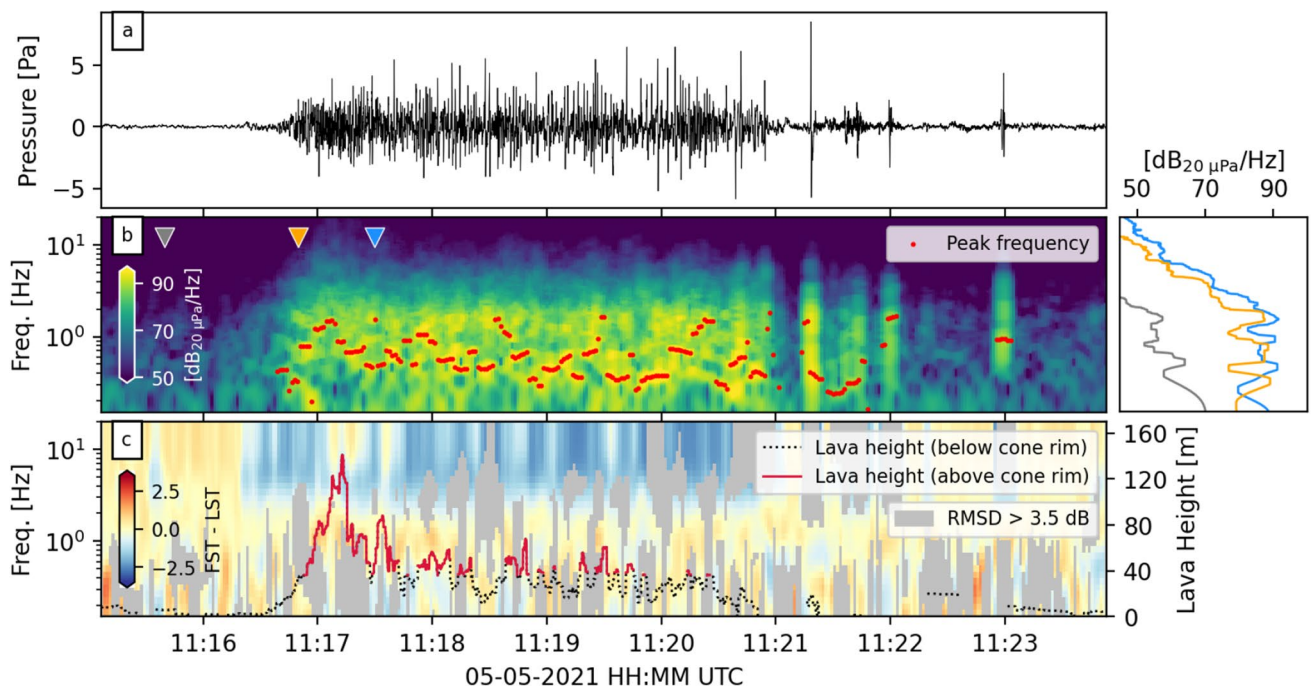 a
Pressure [Pa]
5
0
−5
b
Freq. [Hz]
10¹
10⁰
90
70
50
[dB20 µPa/Hz]
Peak frequency
[dB20 µPa/Hz]
50 70 90
c
Freq. [Hz]
10¹
10⁰
2.5
0.0
−2.5
FST - LST
Lava height (below cone rim)
Lava height (above cone rim)
RMSD > 3.5 dB
160
120
80
40
0
Lava Height [m]
11:16 11:17 11:18 11:19 11:20 11:21 11:22 11:23
05-05-2021 HH:MM UTC